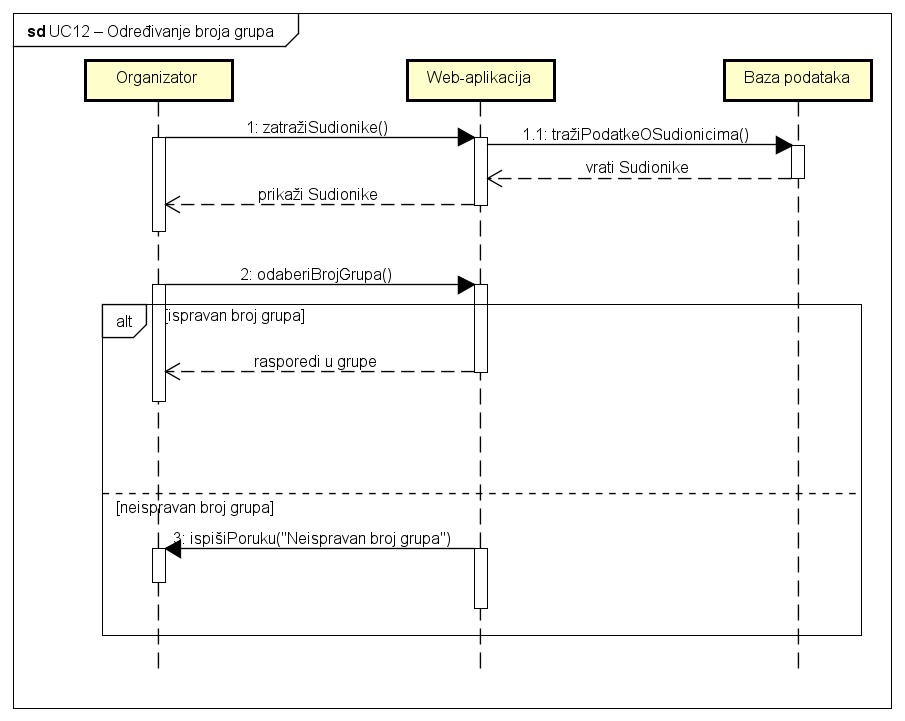 sd UC12 – Određivanje broja grupa
Organizator
Web-aplikacija
Baza podataka
1: zatražiSudionike()
1.1: tražiPodatkeOSudionicima()
vrati Sudionike
prikaži Sudionike
2: odaberiBrojGrupa()
alt
[ispravan broj grupa]
rasporedi u grupe
[neispravan broj grupa]
3: ispišiPoruku("Neispravan broj grupa")